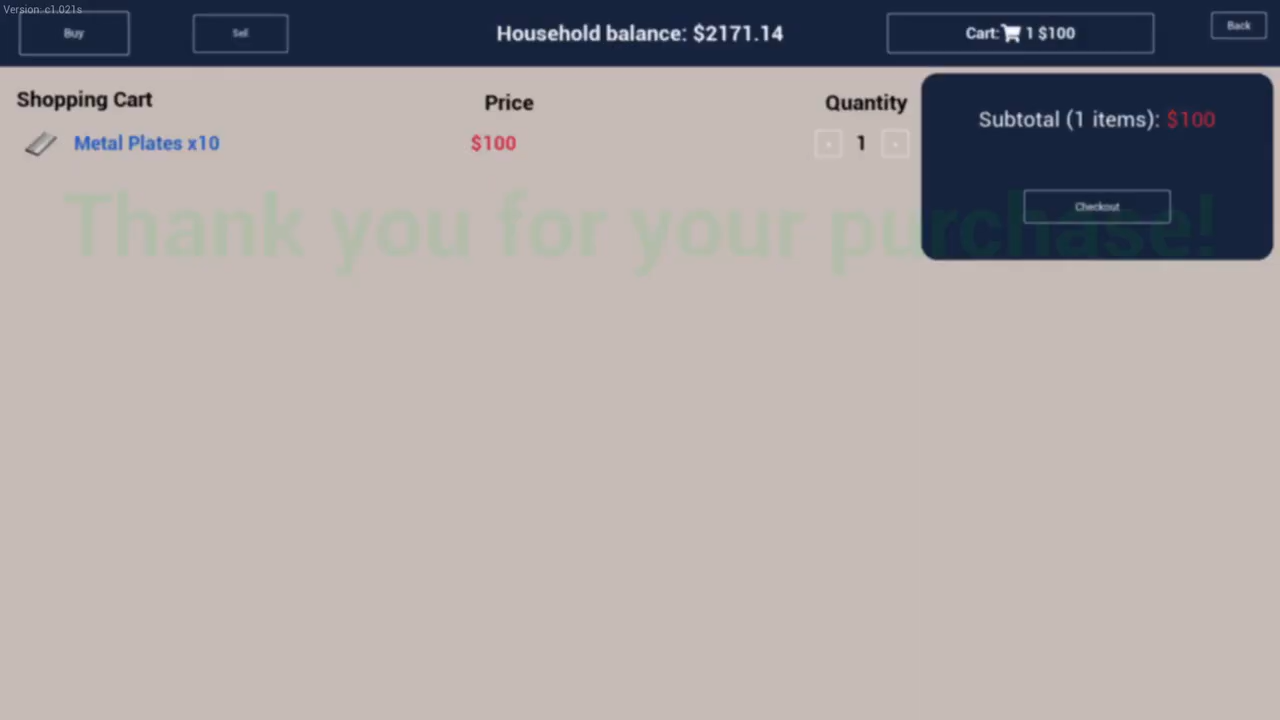 Version: c1.021s
Buy
Sell
Household balance: $2171.14
Cart: 1 $100
Back
Shopping Cart
Price
Quantity
Metal Plates x10
$100
1
Subtotal (1 items): $100
Checkout
Thank you for your purchase!